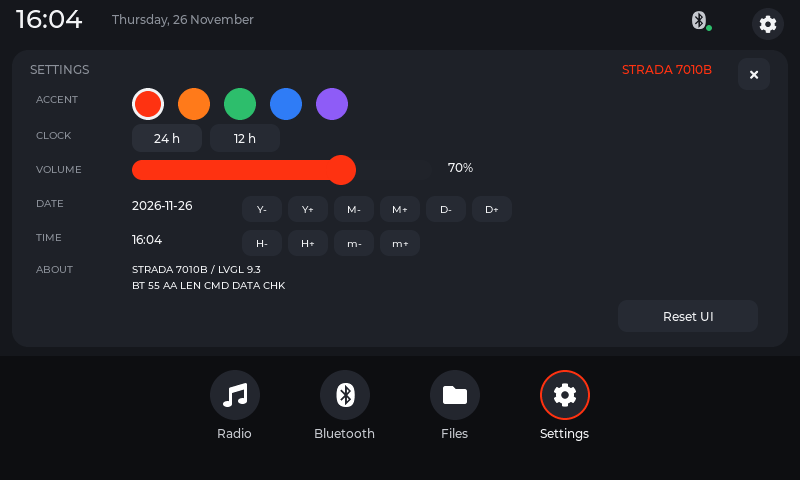 16:04 Thursday, 26 November
SETTINGS STRADA 7010B ×
ACCENT
CLOCK 24 h 12 h
VOLUME 70%
DATE 2026-11-26 Y- Y+ M- M+ D- D+
TIME 16:04 H- H+ m- m+
ABOUT STRADA 7010B / LVGL 9.3
BT 55 AA LEN CMD DATA CHK
Reset UI
Radio Bluetooth Files Settings